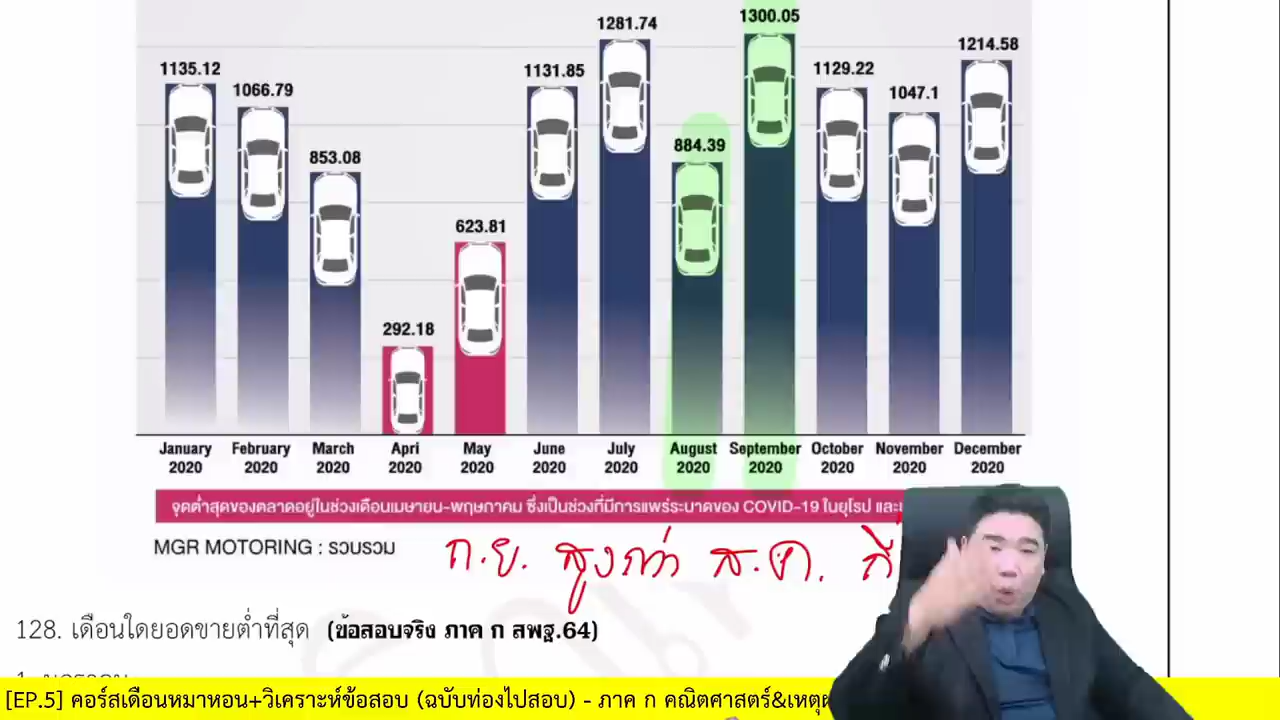 1300.05
1281.74
1214.58
1135.12
1131.85
1129.22
1066.79
1047.1
884.39
853.08
623.81
292.18
January February March Apri May June July August September October November December
2020 2020 2020 2020 2020 2020 2020 2020 2020 2020 2020 2020
จุดต่ำสุดของตลาดอยู่ในช่วงเดือนเมษายน-พฤษภาคม ซึ่งเป็นช่วงที่มีการแพร่ระบาดของ COVID-19 ในยุโรป และ
MGR MOTORING : รวบรวม
ก.ย. สูงกว่า ส.ค. กี่
128. เดือนใดยอดขายต่ำที่สุด (ข้อสอบจริง ภาค ก สพฐ.64)
[EP.5] คอร์สเดือนหมาหอน+วิเคราะห์ข้อสอบ (ฉบับท่องไปสอบ) - ภาค ก คณิตศาสตร์&เหตุ